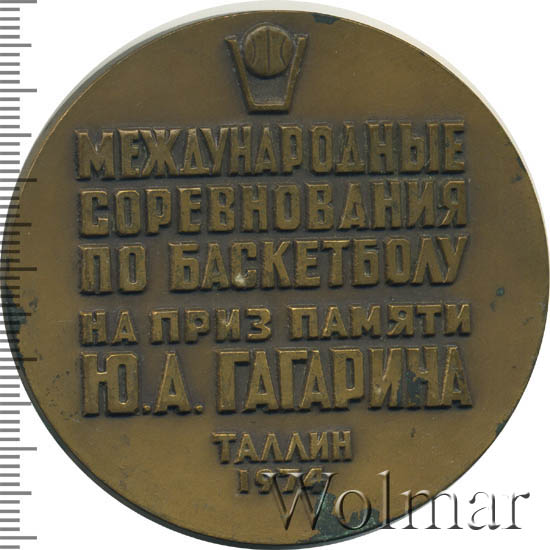 МЕЖДУНАРОДНЫЕ
СОРЕВНОВАНИЯ
ПО БАСКЕТБОЛУ
НА ПРИЗ ПАМЯТИ
Ю.А. ГАГАРИНА
ТАЛЛИН
1974
Wolmar